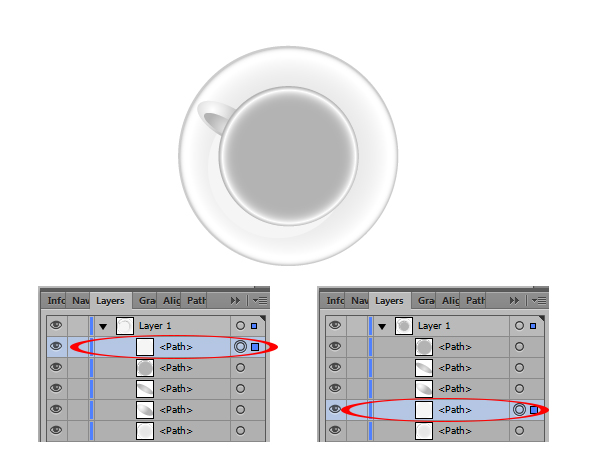 Info Nav Layers Gra Alig Path
Layer 1
<Path>
<Path>
<Path>
<Path>
<Path>
Info Nav Layers Gra Alig Path
Layer 1
<Path>
<Path>
<Path>
<Path>
<Path>